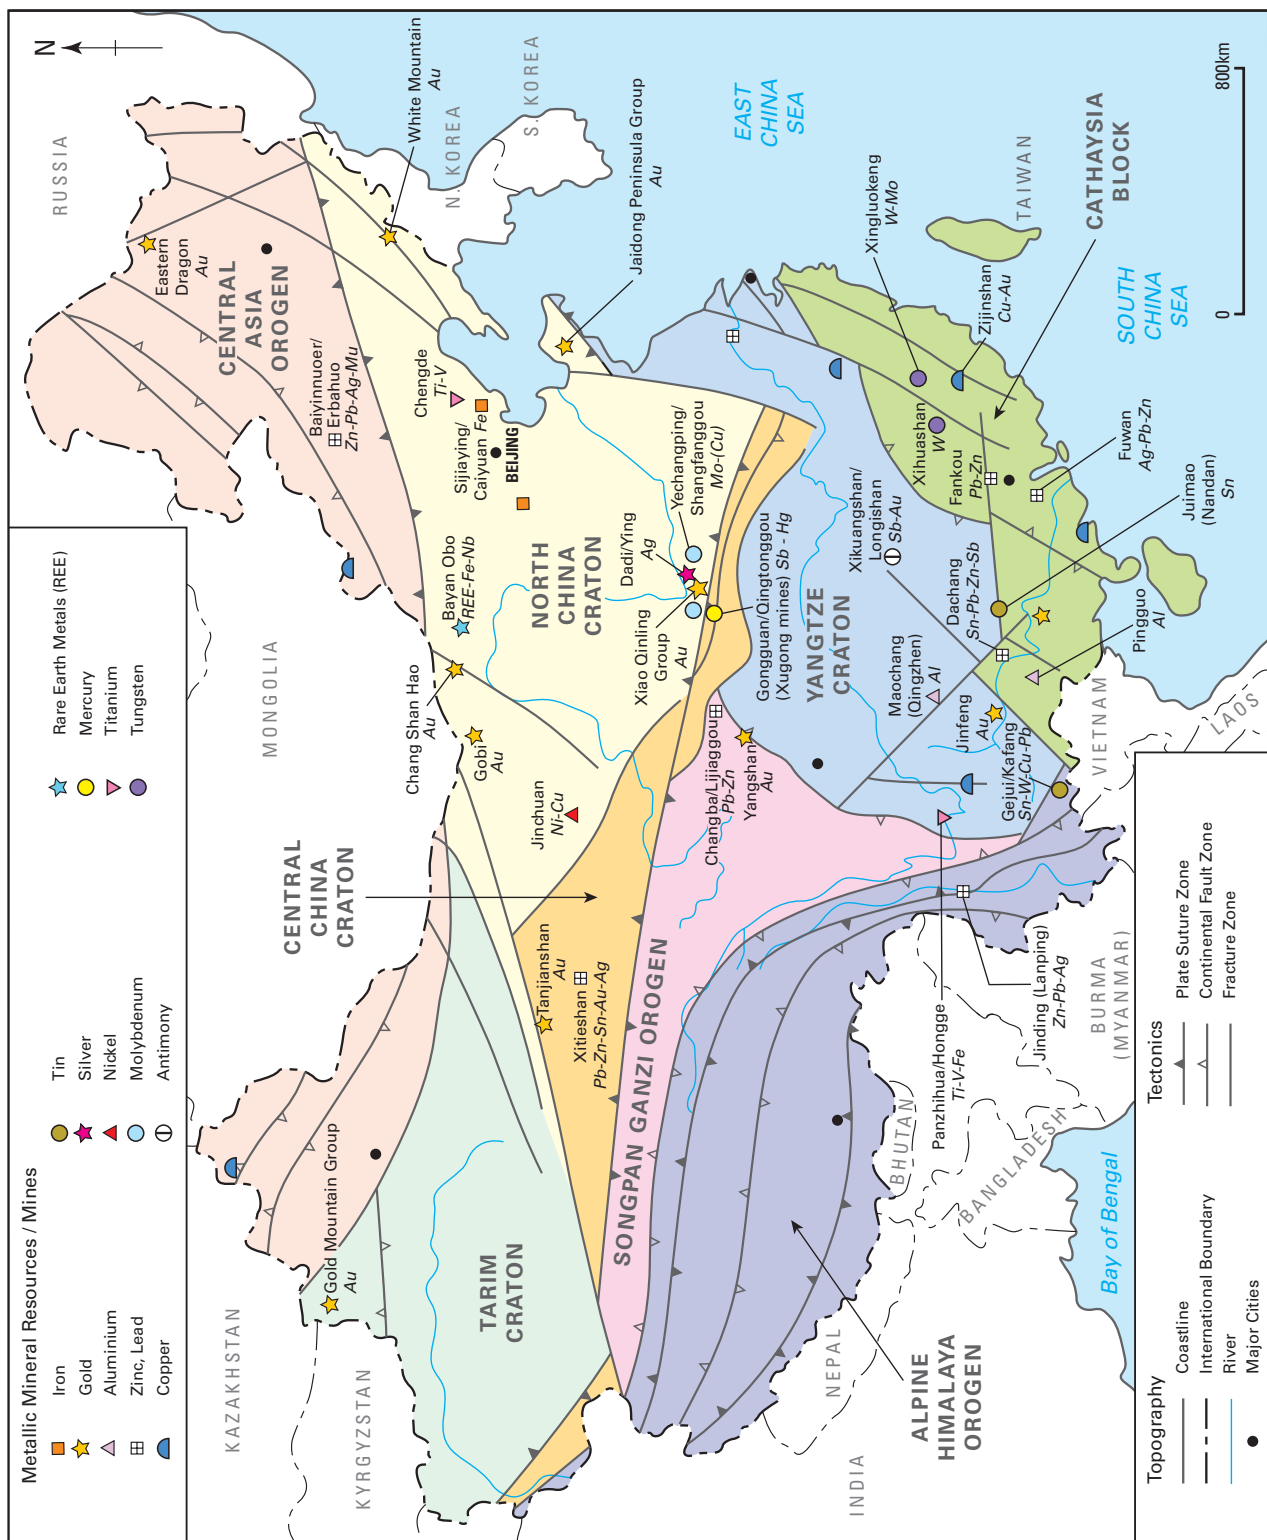 Metallic Mineral Resources / Mines
Iron
Gold
Aluminium
Zinc, Lead
Copper
Tin
Silver
Nickel
Molybdenum
Antimony
Rare Earth Metals (REE)
Mercury
Titanium
Tungsten
N
RUSSIA
MONGOLIA
KAZAKHSTAN
KYRGYZSTAN
N. KOREA
S. KOREA
Eastern
Dragon
Au
CENTRAL
ASIA
OROGEN
White Mountain
Au
Baiyinnuoer/
Erbahuo
Zn-Pb-Ag-Mu
Chengde
Ti-V
Sijiaying/
Caiyuan Fe
BEIJING
Jaidong Peninsula Group
Au
Bayan Obo
REE-Fe-Nb
Chang Shan Hao
Au
Gobi
Au
NORTH
CHINA
CRATON
Jinchuan
Ni-Cu
CENTRAL
CHINA
CRATON
Gold Mountain Group
Au
TARIM
CRATON
Tanjianshan
Au
Xitieshan
Pb-Zn-Sn-Au-Ag
Dadi/Ying
Ag
Yechangping/
Shangfanggou
Mo-(Cu)
Xiao Qinling
Group
Au
Gongguan/Qingtonggou
(Xugong mines) Sb - Hg
SONGPAN GANZI OROGEN
Changba/Lijiaggou
Pb-Zn
Yangshan
Au
YANGTZE
CRATON
EAST
CHINA
SEA
Xikuangshan/
Longishan
Sb-Au
Xingluokeng
W-Mo
Xihuashan
W
Zijinshan
Cu-Au
Fankou
Pb-Zn
TAIWAN
CATHAYSIA
BLOCK
Maochang
(Qingzhen)
Al
Dachang
Sn-Pb-Zn-Sb
Jinfeng
Au
Gejui/Kafang
Sn-W-Cu-Pb
Fuwan
Ag-Pb-Zn
Juimao
(Nandan)
Sn
Pingguo
Al
SOUTH
CHINA
SEA
0
800km
VIETNAM
LAOS
BURMA
(MYANMAR)
Panzhihua/Hongge
Ti-V-Fe
Jinding (Lanping)
Zn-Pb-Ag
BHUTAN
BANGLADESH
NEPAL
INDIA
ALPINE
HIMALAYA
OROGEN
Bay of Bengal
Topography
Coastline
International Boundary
River
Major Cities
Tectonics
Plate Suture Zone
Continental Fault Zone
Fracture Zone